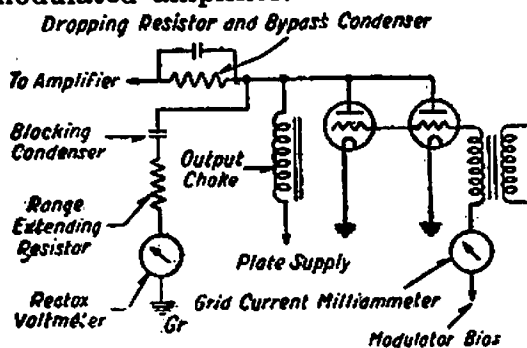 modulated amplifier.
Dropping Resistor and Bypass Condenser
To Amplifier
Blocking
Condenser
Output
Choke
Range
Extending
Resistor
Plate Supply
Rectox
Voltmeter
Gr
Grid Current Milliammeter
Modulator Bias